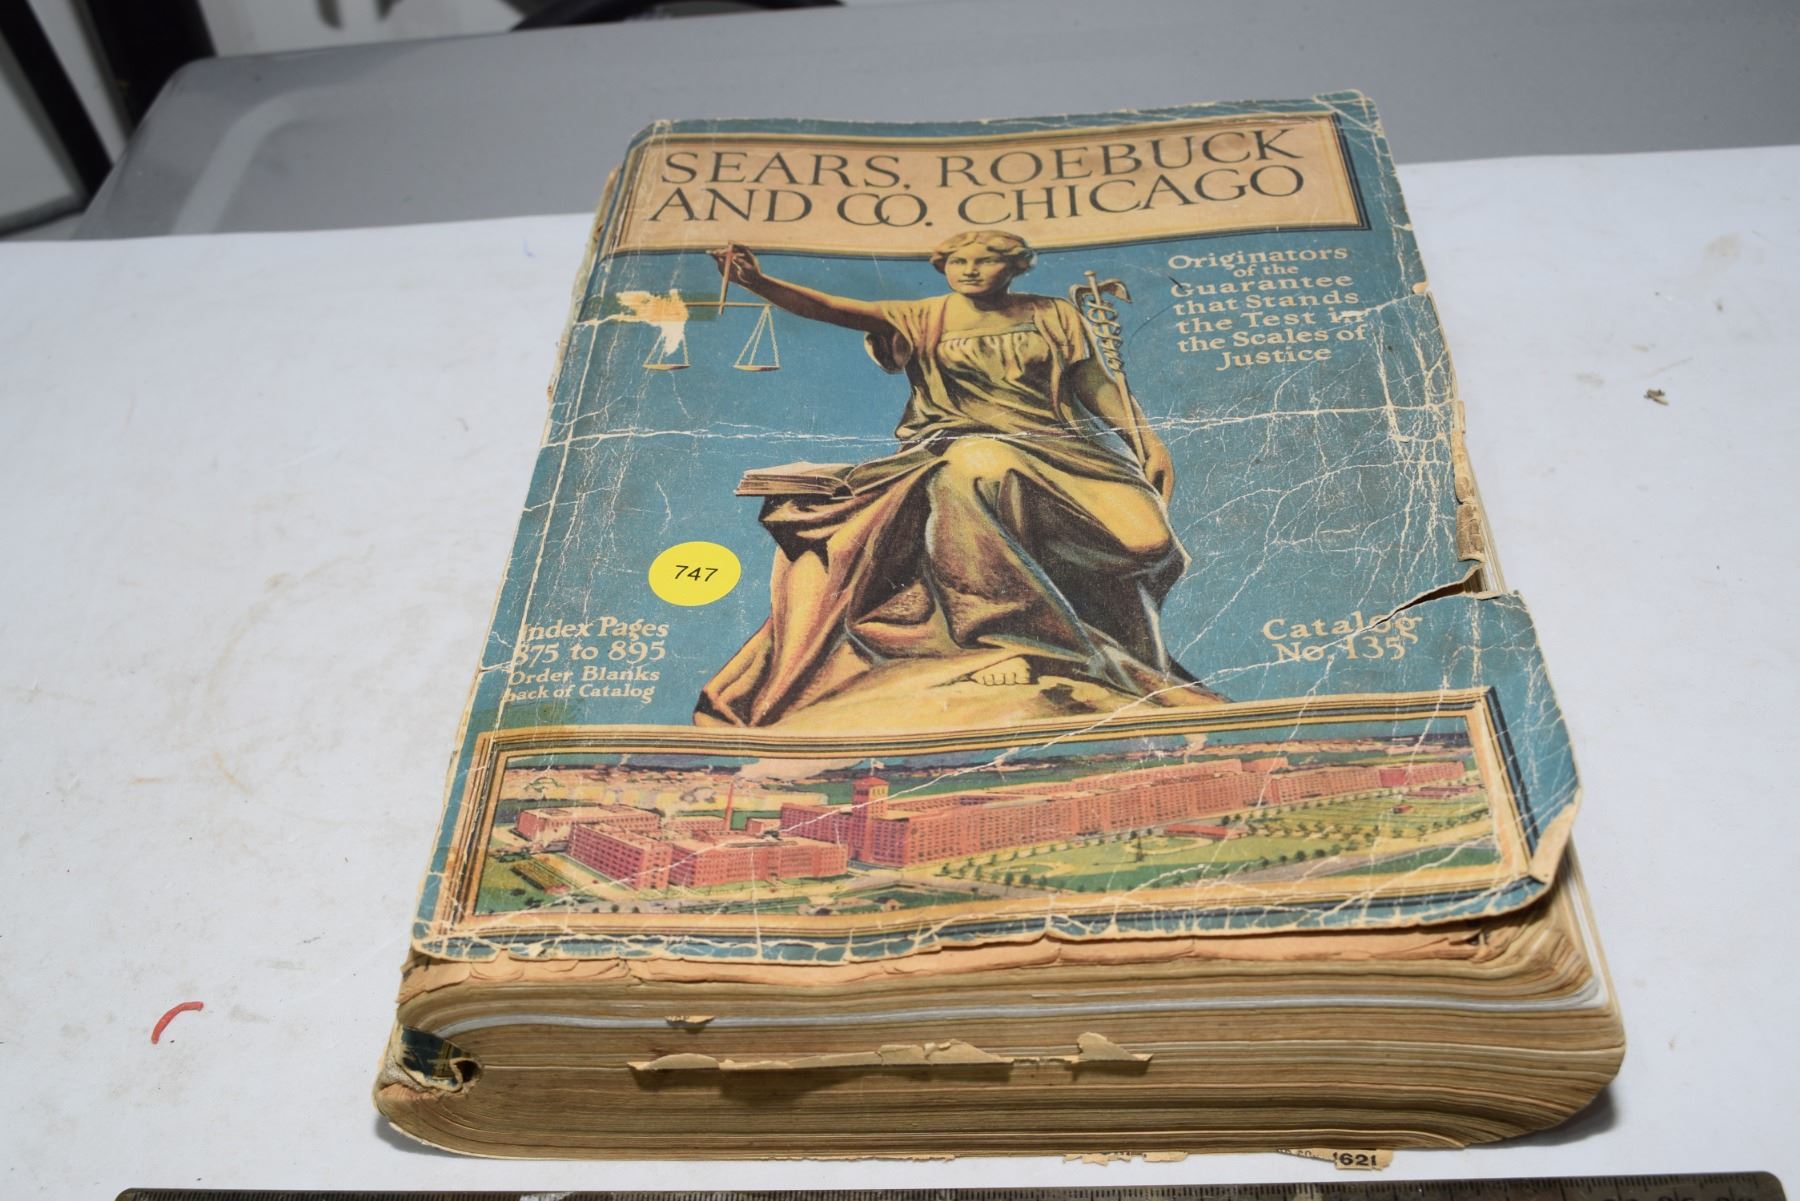 SEARS, ROEBUCK
AND CO. CHICAGO
Originators
of the
Guarantee
that Stands
the Test in
the Scales of
Justice
747
Index Pages
875 to 895
Order Blanks
back of Catalog
Catalog
No. 135
621